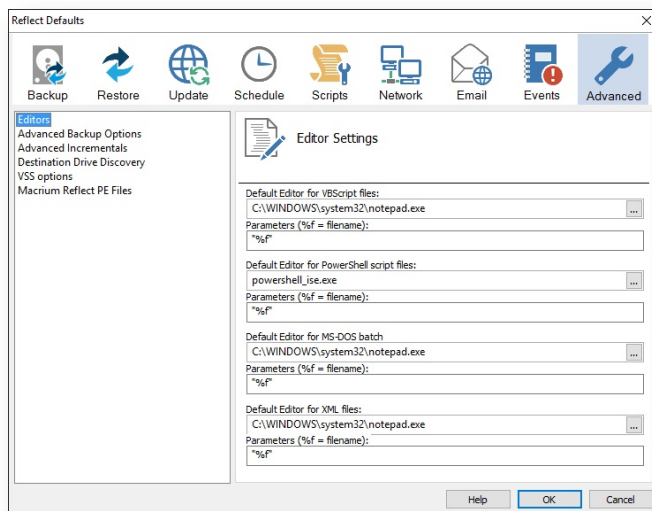 Reflect Defaults
Backup Restore Update Schedule Scripts Network Email Events Advanced
Editors
Advanced Backup Options
Advanced Incrementals
Destination Drive Discovery
VSS options
Macrium Reflect PE Files
Editor Settings
Default Editor for VBScript files:
C:\WINDOWS\system32\notepad.exe
...
Parameters (%f = filename):
"%f"
Default Editor for PowerShell script files:
powershell_ise.exe
...
Parameters (%f = filename):
"%f"
Default Editor for MS-DOS batch
C:\WINDOWS\system32\notepad.exe
...
Parameters (%f = filename):
"%f"
Default Editor for XML files:
C:\WINDOWS\system32\notepad.exe
...
Parameters (%f = filename):
"%f"
Help OK Cancel